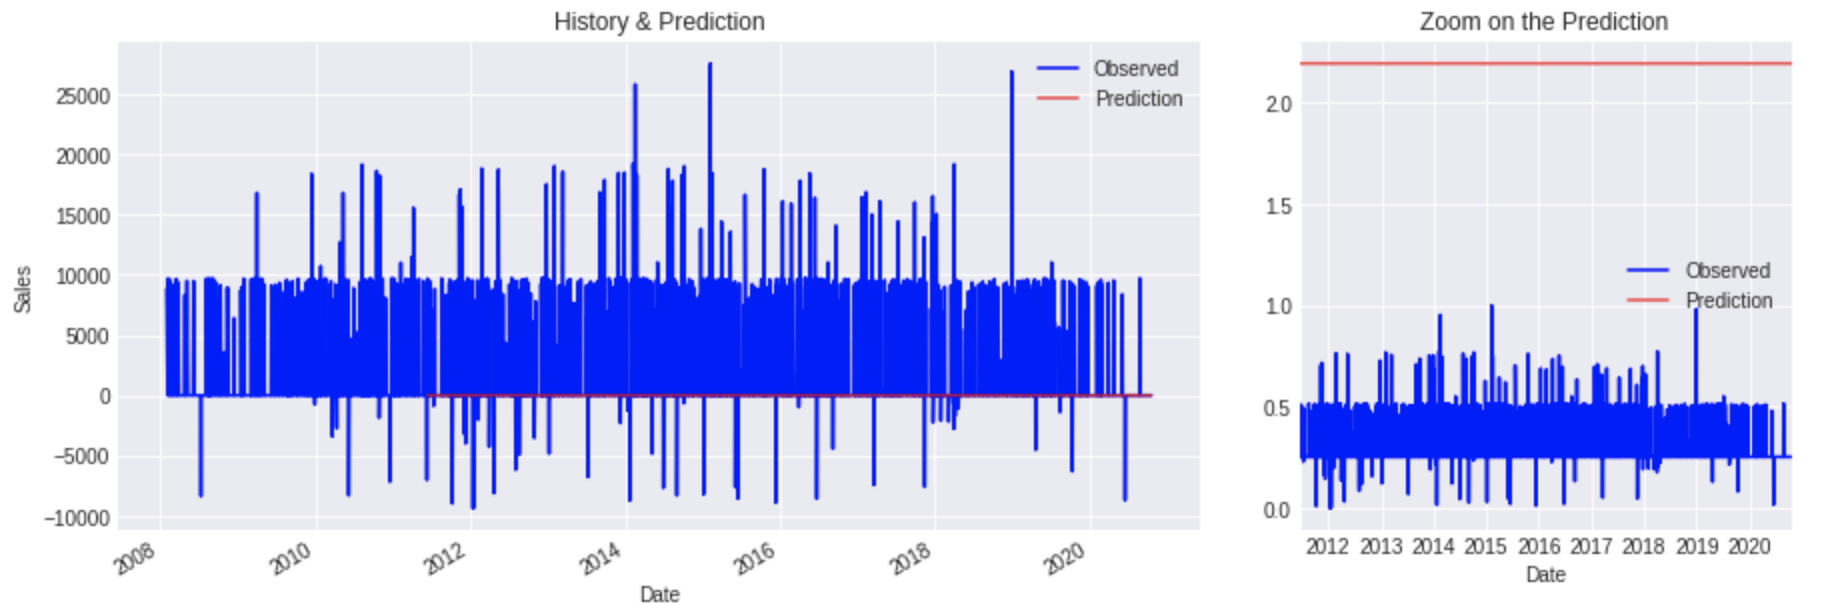 History & Prediction
Observed
Prediction
25000
20000
15000
10000
5000
0
−5000
−10000
Sales
2008
2010
2012
2014
2016
2018
2020
Date
Zoom on the Prediction
2.0
1.5
1.0
0.5
0.0
Observed
Prediction
2012 2013 2014 2015 2016 2017 2018 2019 2020
Date